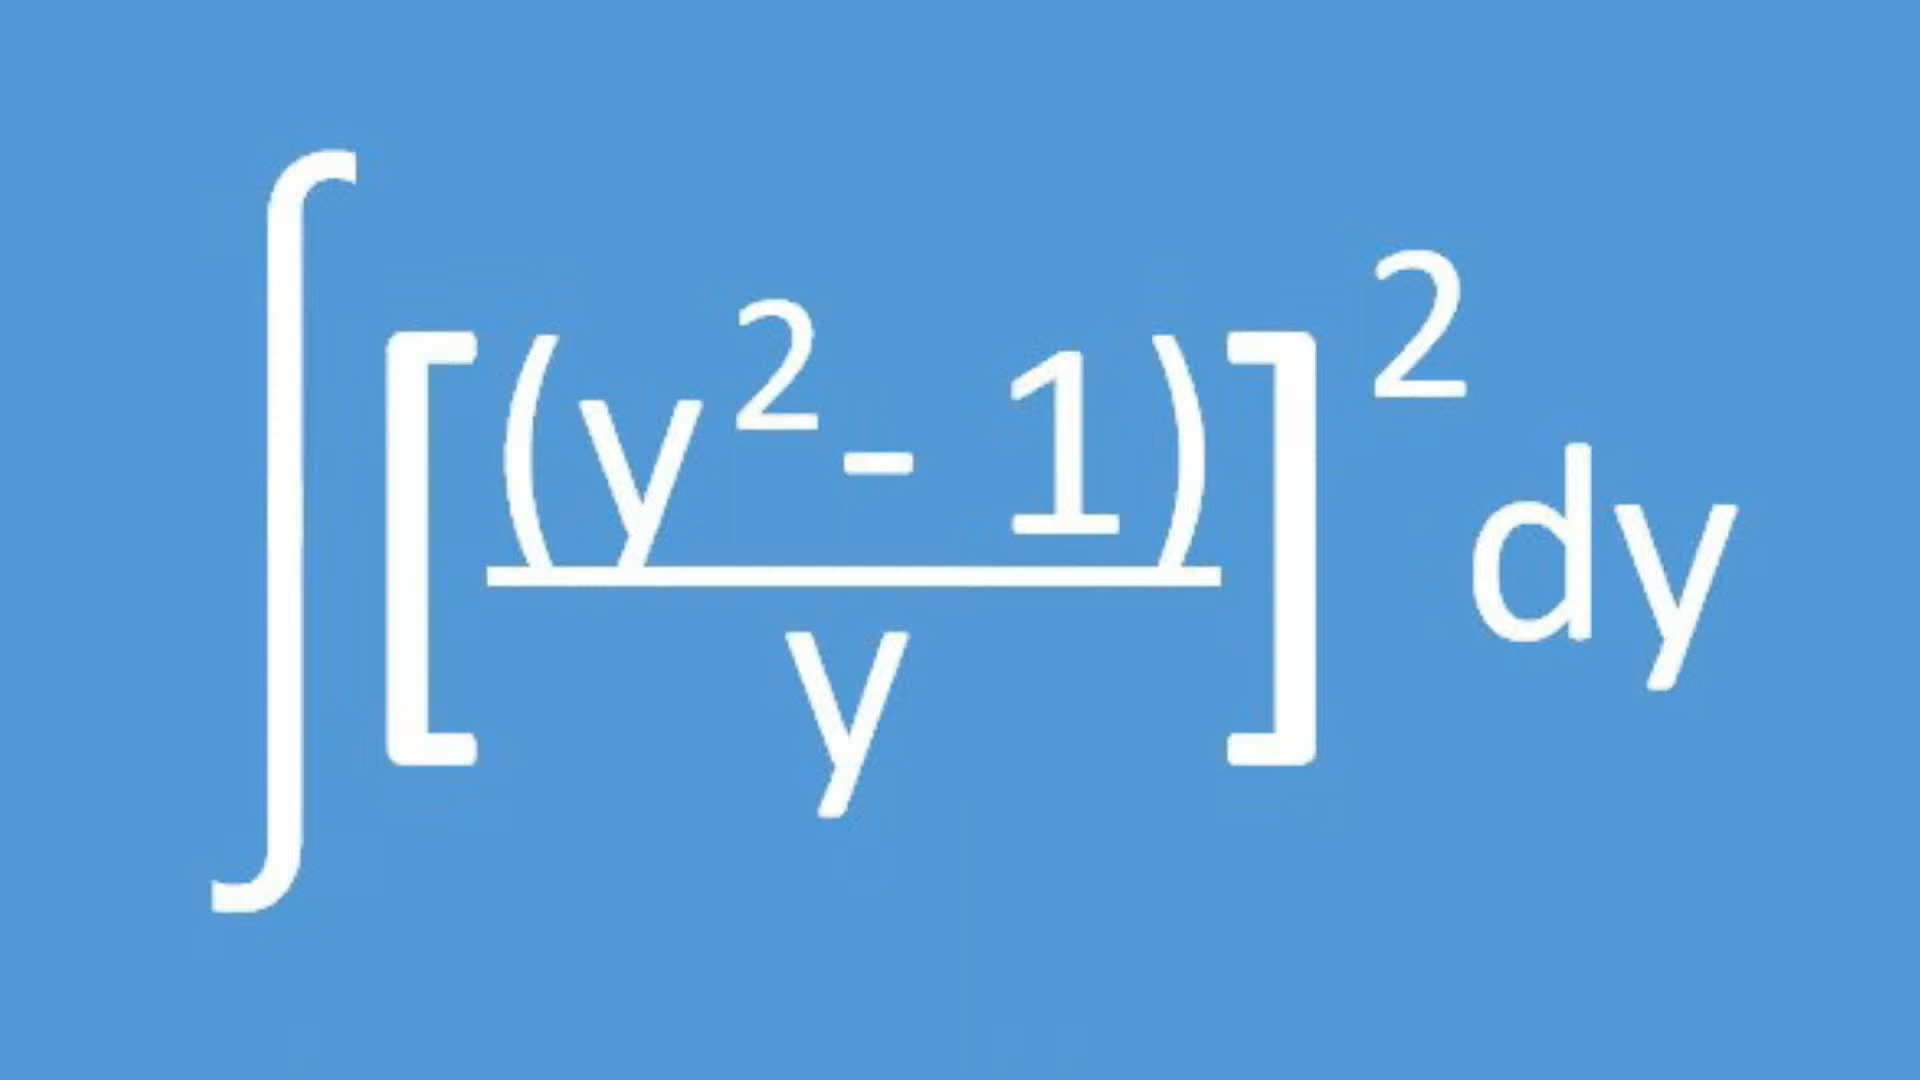 ∫ [(y² - 1) / y]² dy